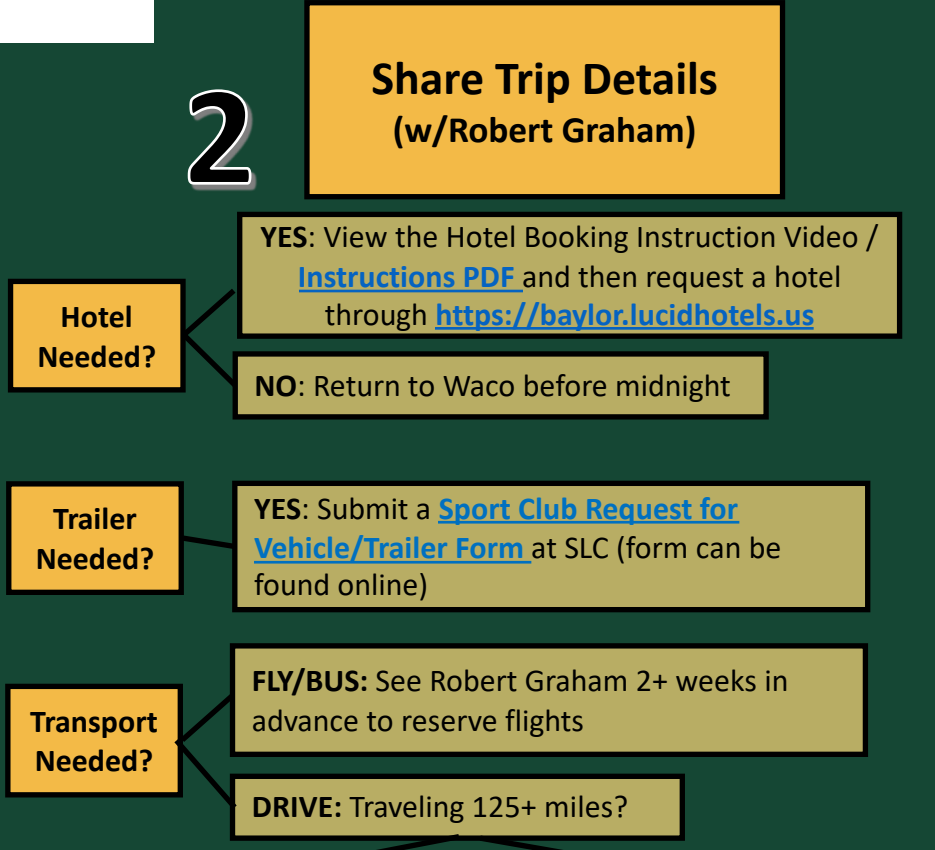 2
Share Trip Details
(w/Robert Graham)
Hotel
Needed?
YES: View the Hotel Booking Instruction Video /
Instructions PDF and then request a hotel
through https://baylor.lucidhotels.us
NO: Return to Waco before midnight
Trailer
Needed?
YES: Submit a Sport Club Request for
Vehicle/Trailer Form at SLC (form can be
found online)
Transport
Needed?
FLY/BUS: See Robert Graham 2+ weeks in
advance to reserve flights
DRIVE: Traveling 125+ miles?